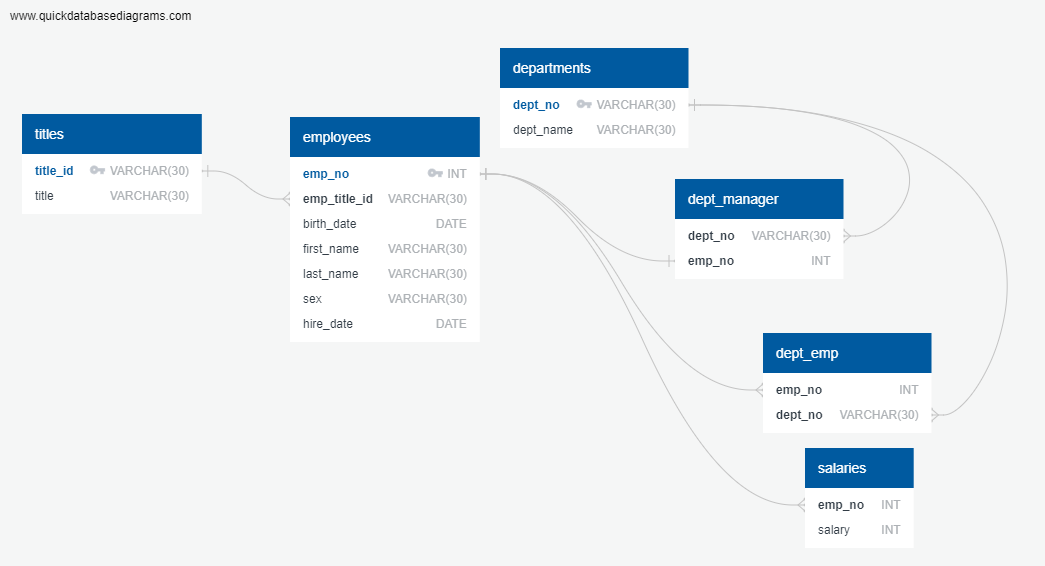 www.quickdatabasediagrams.com
titles
title_id VARCHAR(30)
title VARCHAR(30)
employees
emp_no INT
emp_title_id VARCHAR(30)
birth_date DATE
first_name VARCHAR(30)
last_name VARCHAR(30)
sex VARCHAR(30)
hire_date DATE
departments
dept_no VARCHAR(30)
dept_name VARCHAR(30)
dept_manager
dept_no VARCHAR(30)
emp_no INT
dept_emp
emp_no INT
dept_no VARCHAR(30)
salaries
emp_no INT
salary INT